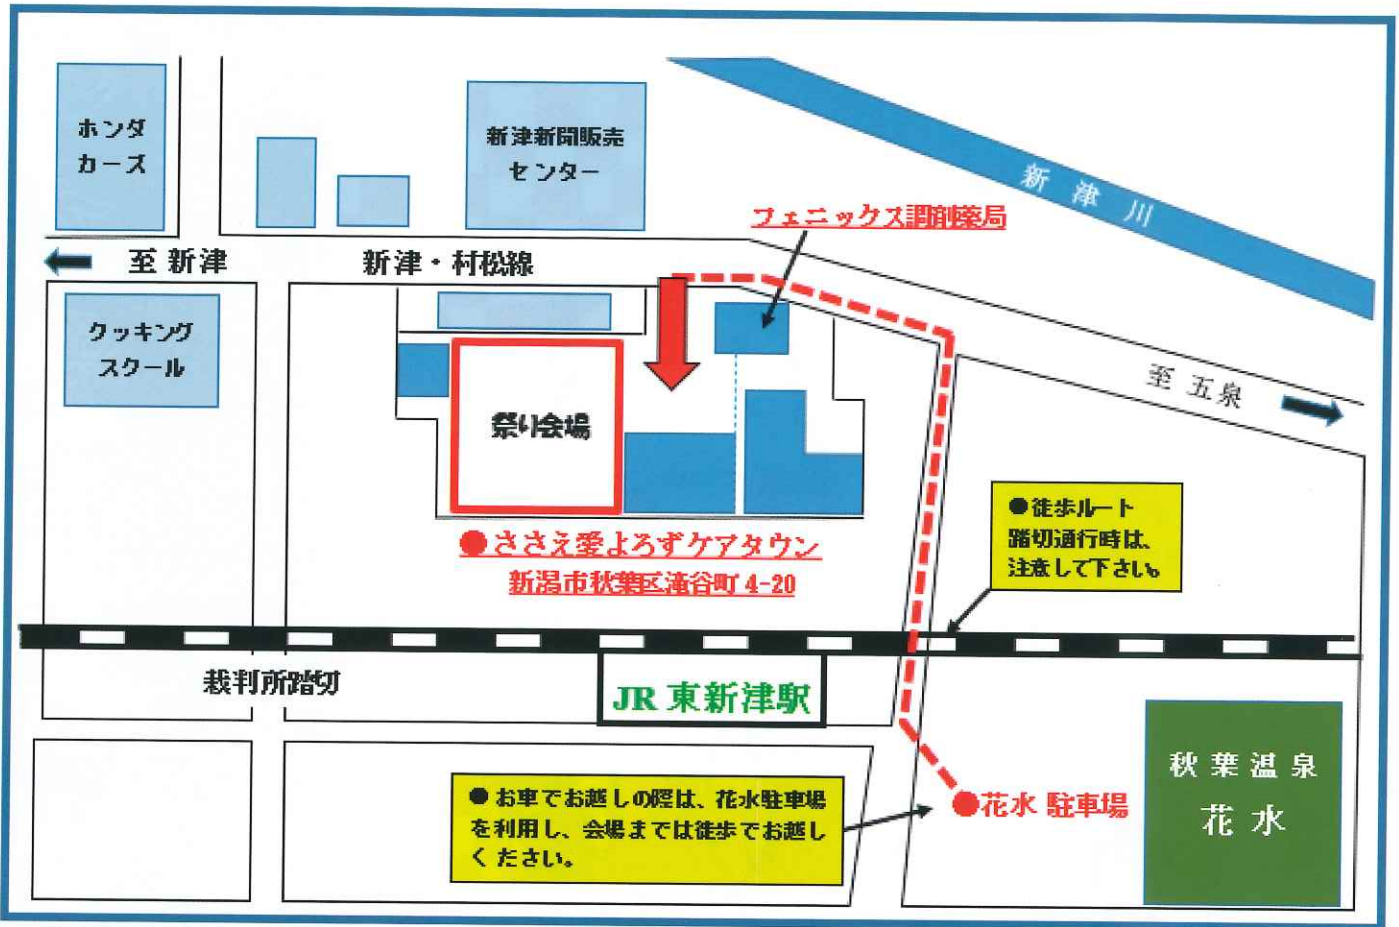 ホンダ
カーズ
新津新聞販売
センター
新津川
フェニックス調剤薬局
至 新津
新津・村松線
クッキング
スクール
至 五泉
祭り会場
●徒歩ルート
踏切通行時は、
注意して下さい。
●ささえ愛よろずケアタウン
新潟市秋葉区滝谷町 4-20
裁判所踏切
JR 東新津駅
秋葉温泉
花水
● お車でお越しの際は、花水駐車場
を利用し、会場までは徒歩でお越し
ください。
●花水 駐車場